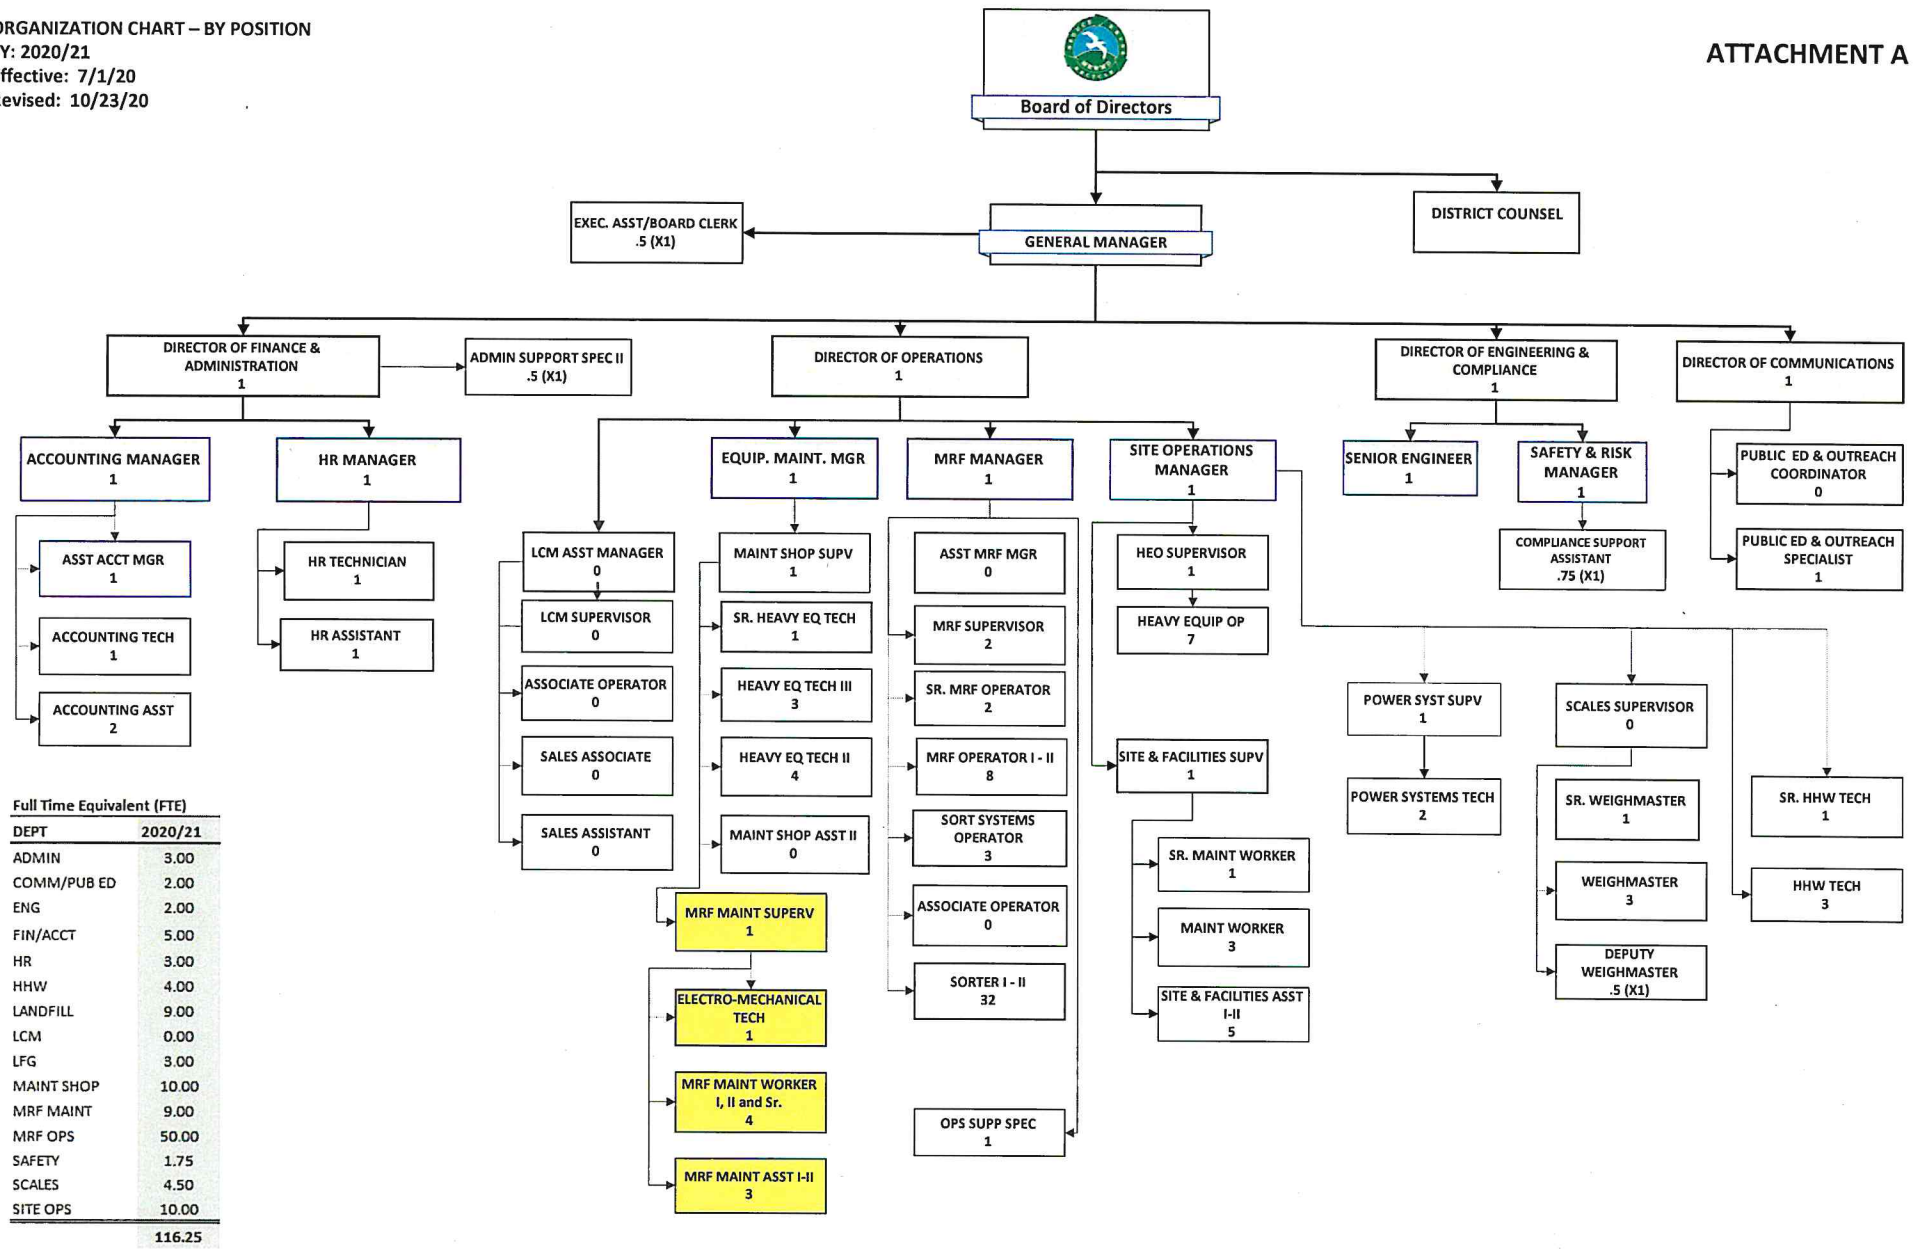 ORGANIZATION CHART – BY POSITION
Y: 2020/21
ffective: 7/1/20
evised: 10/23/20
ATTACHMENT A
Board of Directors
DISTRICT COUNSEL
EXEC. ASST/BOARD CLERK
.5 (X1)
GENERAL MANAGER
DIRECTOR OF FINANCE &
ADMINISTRATION
1
ADMIN SUPPORT SPEC II
.5 (X1)
DIRECTOR OF OPERATIONS
1
DIRECTOR OF ENGINEERING &
COMPLIANCE
1
DIRECTOR OF COMMUNICATIONS
1
ACCOUNTING MANAGER
1
HR MANAGER
1
EQUIP. MAINT. MGR
1
MRF MANAGER
1
SITE OPERATIONS
MANAGER
1
SENIOR ENGINEER
1
SAFETY & RISK
MANAGER
1
PUBLIC ED & OUTREACH
COORDINATOR
0
ASST ACCT MGR
1
HR TECHNICIAN
1
LCM ASST MANAGER
0
MAINT SHOP SUPV
1
ASST MRF MGR
0
HEO SUPERVISOR
1
COMPLIANCE SUPPORT
ASSISTANT
.75 (X1)
PUBLIC ED & OUTREACH
SPECIALIST
1
ACCOUNTING TECH
1
HR ASSISTANT
1
LCM SUPERVISOR
0
SR. HEAVY EQ TECH
1
MRF SUPERVISOR
2
HEAVY EQUIP OP
7
ACCOUNTING ASST
2
ASSOCIATE OPERATOR
0
HEAVY EQ TECH III
3
SR. MRF OPERATOR
2
POWER SYST SUPV
1
SCALES SUPERVISOR
0
SALES ASSOCIATE
0
HEAVY EQ TECH II
4
MRF OPERATOR I - II
8
SITE & FACILITIES SUPV
1
POWER SYSTEMS TECH
2
SR. WEIGHMASTER
1
SR. HHW TECH
1
SALES ASSISTANT
0
MAINT SHOP ASST II
0
SORT SYSTEMS
OPERATOR
3
SR. MAINT WORKER
1
WEIGHMASTER
3
HHW TECH
3
MRF MAINT SUPERV
1
ASSOCIATE OPERATOR
0
MAINT WORKER
3
DEPUTY
WEIGHMASTER
.5 (X1)
ELECTRO-MECHANICAL
TECH
1
SORTER I - II
32
SITE & FACILITIES ASST
I-II
5
MRF MAINT WORKER
I, II and Sr.
4
OPS SUPP SPEC
1
MRF MAINT ASST I-II
3
Full Time Equivalent (FTE)
DEPT 2020/21
ADMIN 3.00
COMM/PUB ED 2.00
ENG 2.00
FIN/ACCT 5.00
HR 3.00
HHW 4.00
LANDFILL 9.00
LCM 0.00
LFG 3.00
MAINT SHOP 10.00
MRF MAINT 9.00
MRF OPS 50.00
SAFETY 1.75
SCALES 4.50
SITE OPS 10.00
116.25